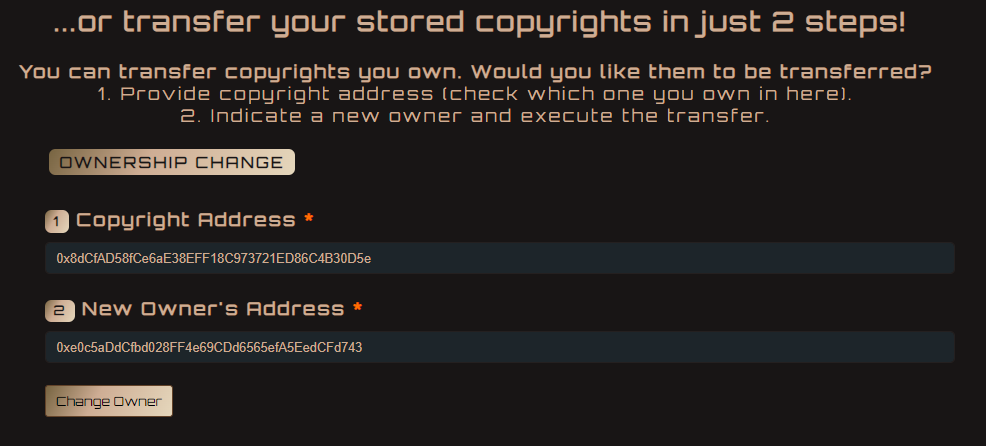 ...or transfer your stored copyrights in just 2 steps!
You can transfer copyrights you own. Would you like them to be transferred?
1. Provide copyright address (check which one you own in here).
2. Indicate a new owner and execute the transfer.
OWNERSHIP CHANGE
1 Copyright Address *
0x8dCfAD58fCe6aE38EFF18C973721ED86C4B30D5e
2 New Owner's Address *
0xe0c5aDdCfbd028FF4e69CDd6565efA5EedCFd743
Change Owner